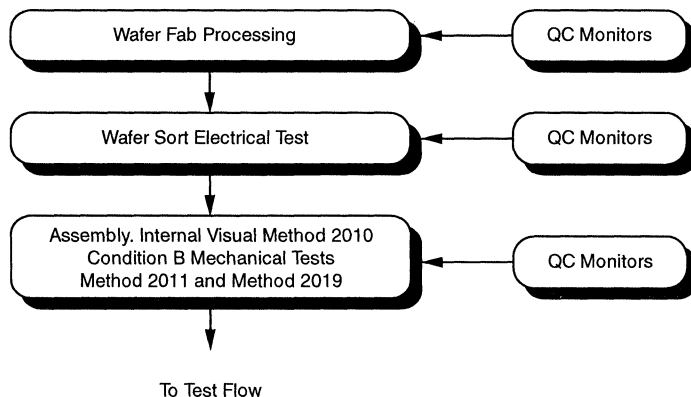 Wafer Fab Processing
QC Monitors
Wafer Sort Electrical Test
QC Monitors
Assembly. Internal Visual Method 2010
Condition B Mechanical Tests
Method 2011 and Method 2019
QC Monitors
To Test Flow